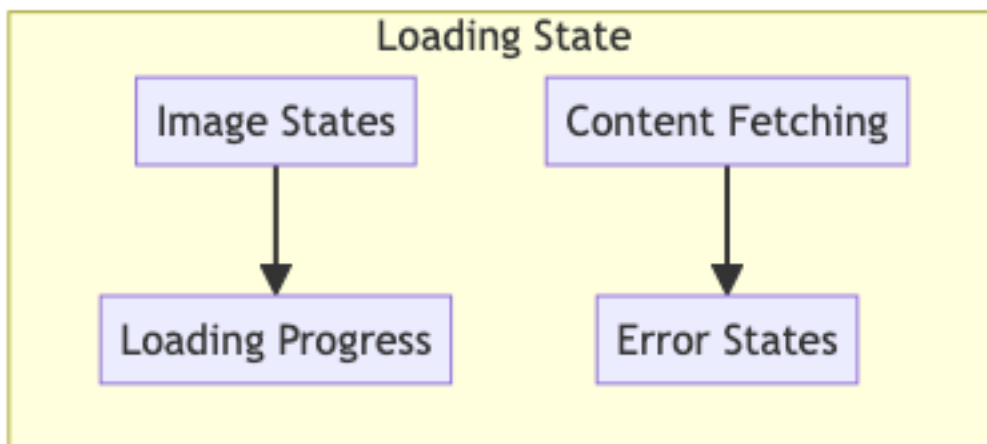 Loading State
Image States
Content Fetching
Loading Progress
Error States